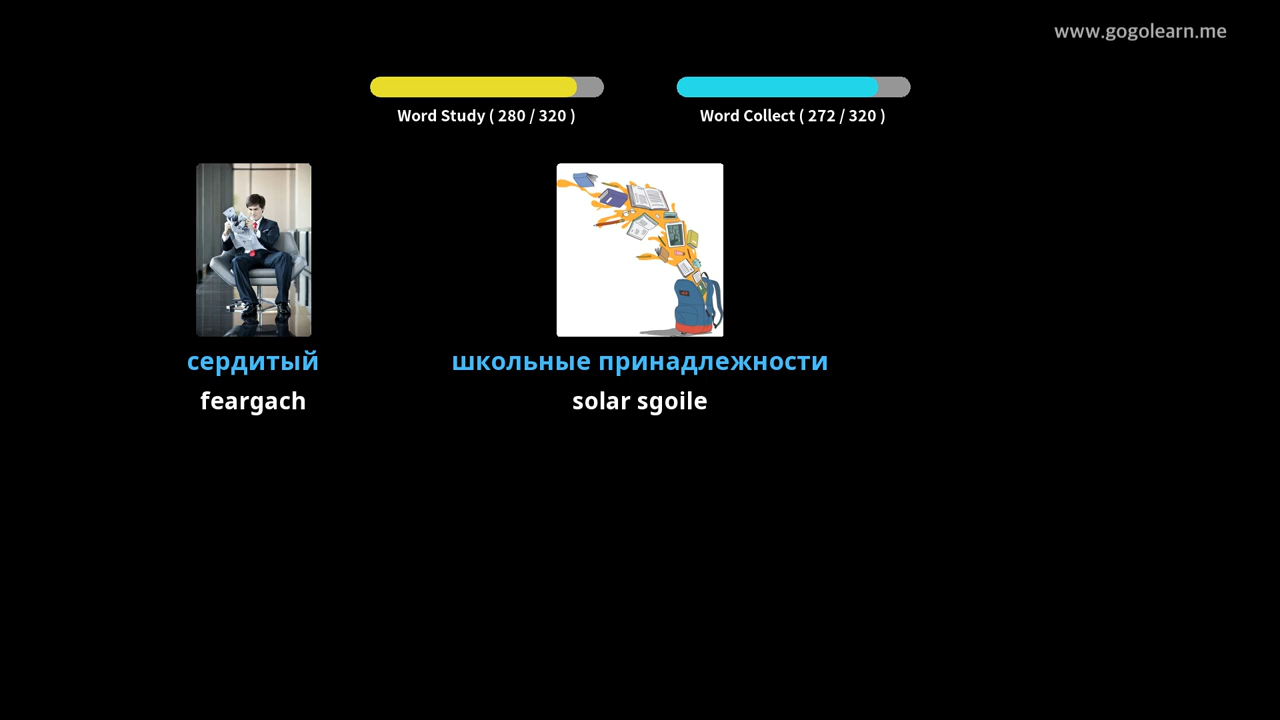 www.gogolearn.me
Word Study ( 280 / 320 )
Word Collect ( 272 / 320 )
сердитый
школьные принадлежности
feargach
solar sgoile